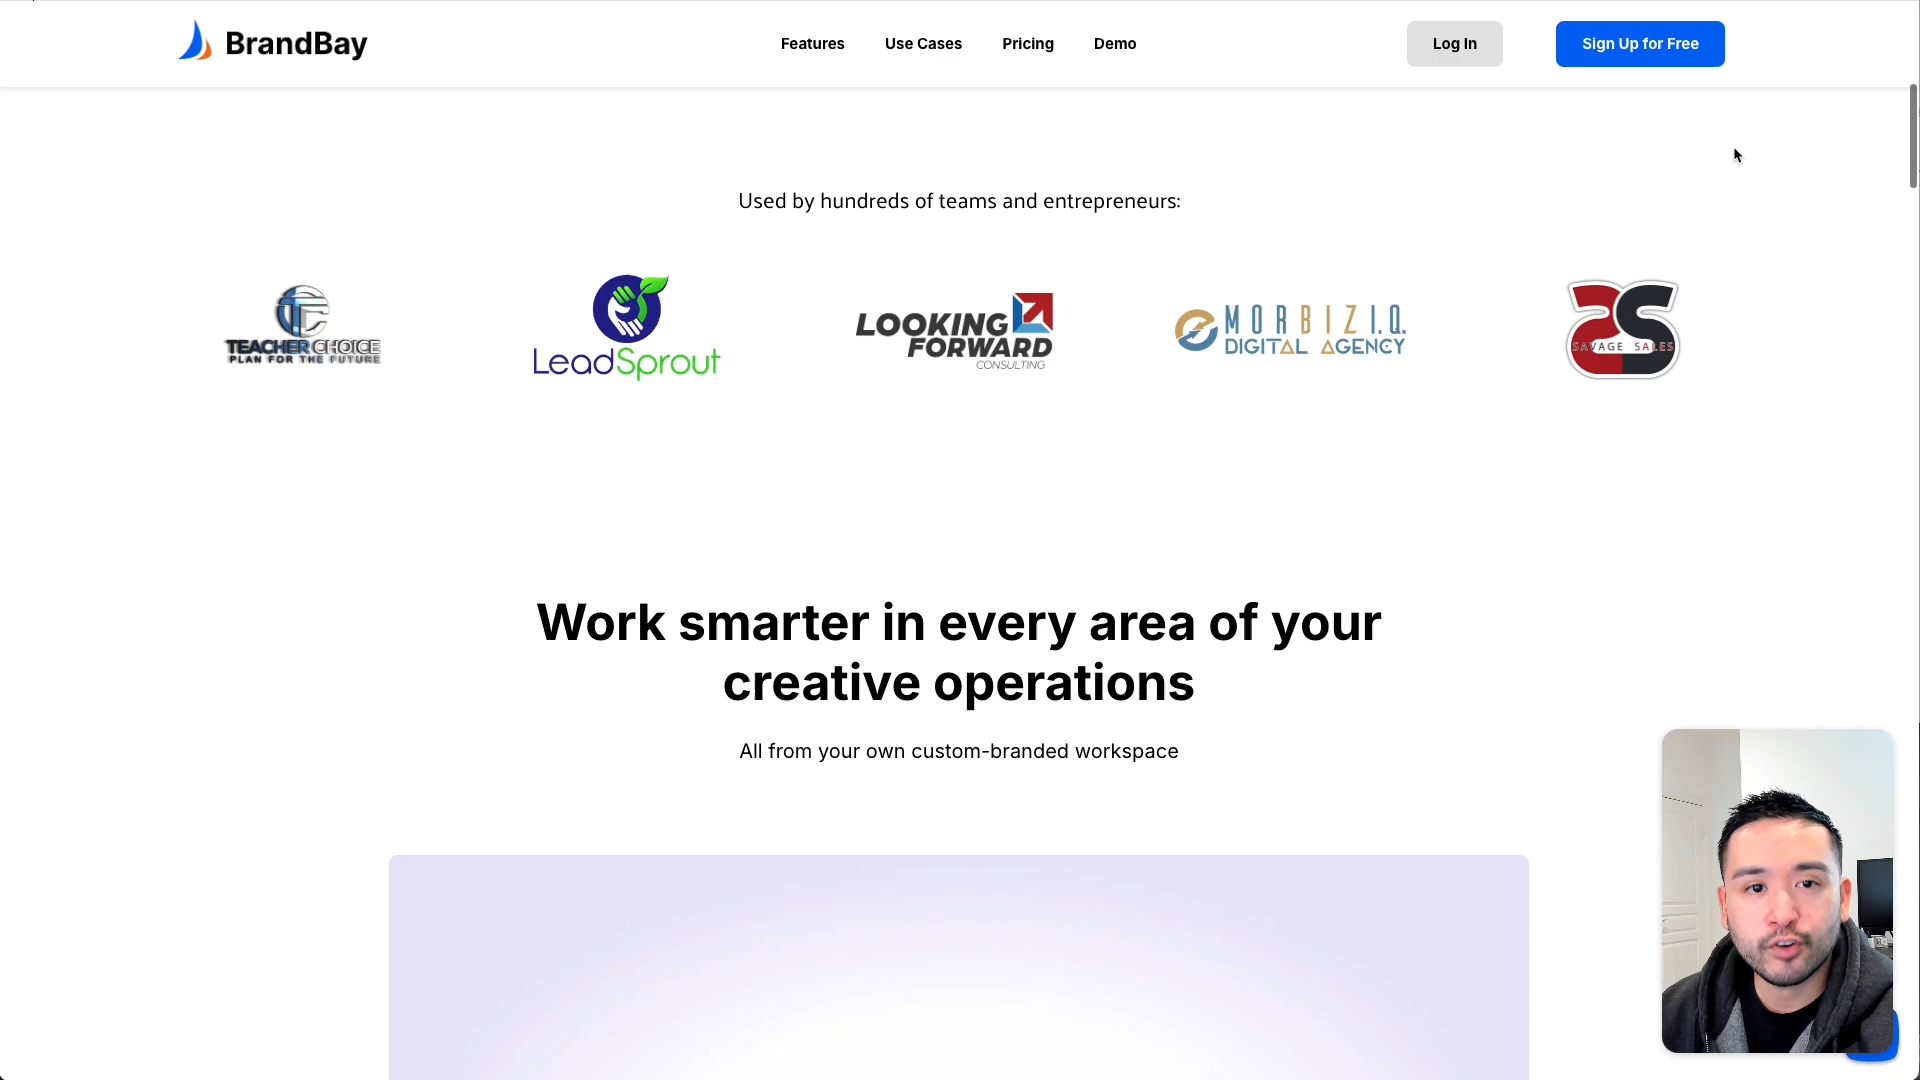 BrandBay
Features
Use Cases
Pricing
Demo
Log In
Sign Up for Free
Used by hundreds of teams and entrepreneurs:
TEACHER CHOICE
PLAN FOR THE FUTURE
LeadSprout
LOOKING
FORWARD
CONSULTING
MORBIZ I.Q.
DIGITAL AGENCY
SAVAGE SALES
Work smarter in every area of your
creative operations
All from your own custom-branded workspace